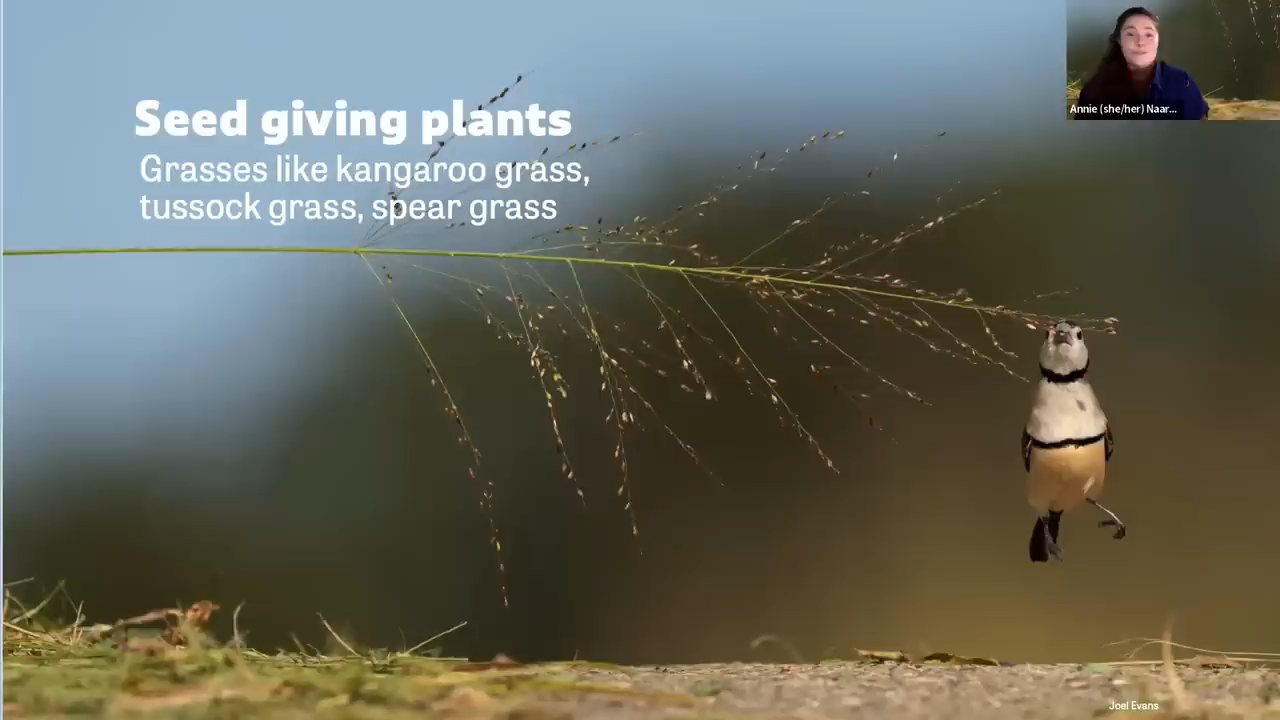 Annie (she/her) Naar...
Seed giving plants
Grasses like kangaroo grass,
tussock grass, spear grass
Joel Evans